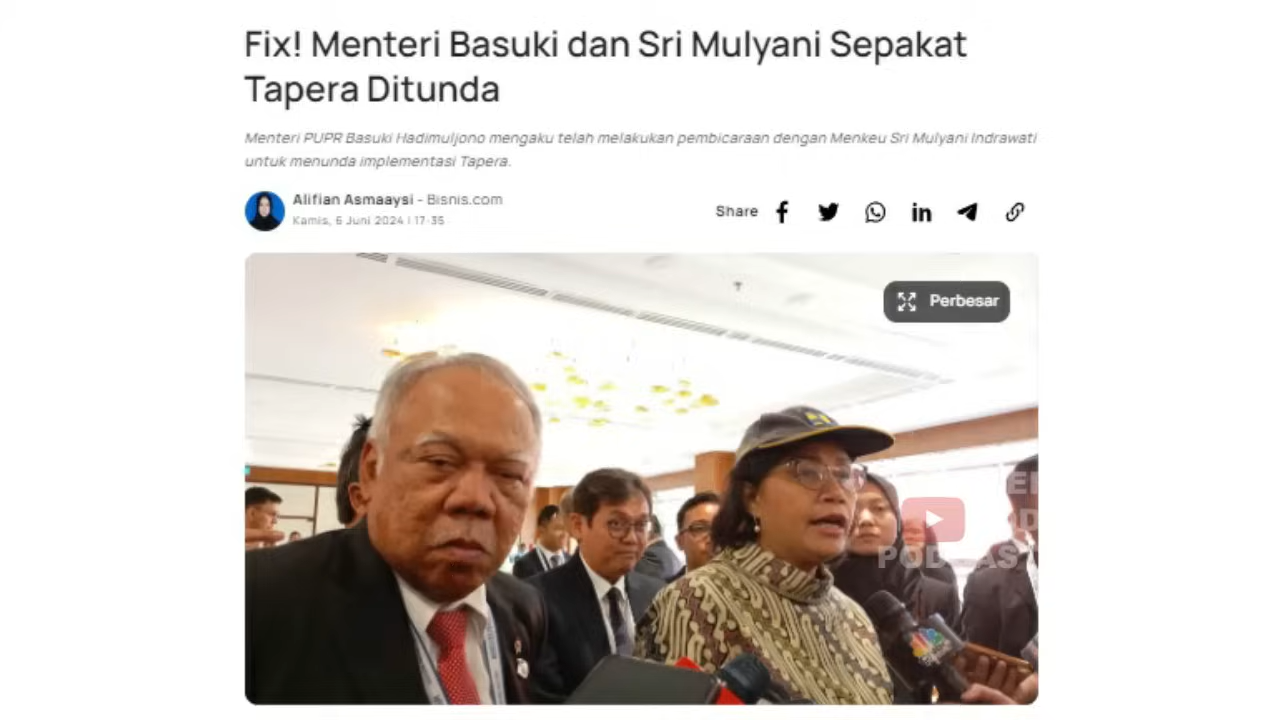 Fix! Menteri Basuki dan Sri Mulyani Sepakat
Tapera Ditunda
Menteri PUPR Basuki Hadimuljono mengaku telah melakukan pembicaraan dengan Menkeu Sri Mulyani Indrawati
untuk menunda implementasi Tapera.
Alifian Asmaaysi - Bisnis.com
Kamis, 6 Juni 2024 | 17:35
Share
Perbesar
PODCAST